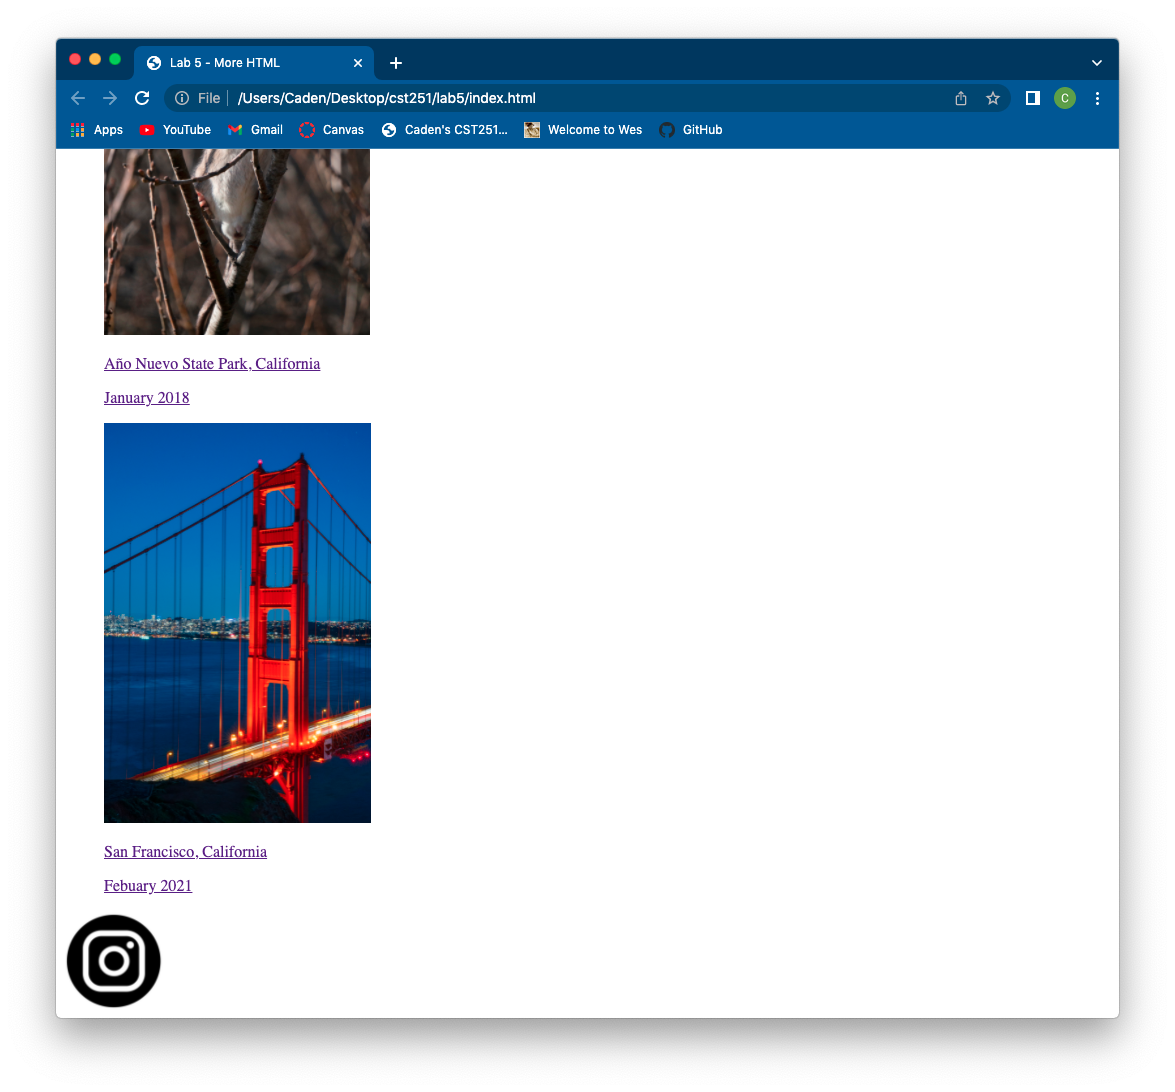 Lab 5 - More HTML
File /Users/Caden/Desktop/cst251/lab5/index.html C
Apps YouTube Gmail Canvas Caden's CST251... Welcome to Wes GitHub
Año Nuevo State Park, California
January 2018
San Francisco, California
Febuary 2021